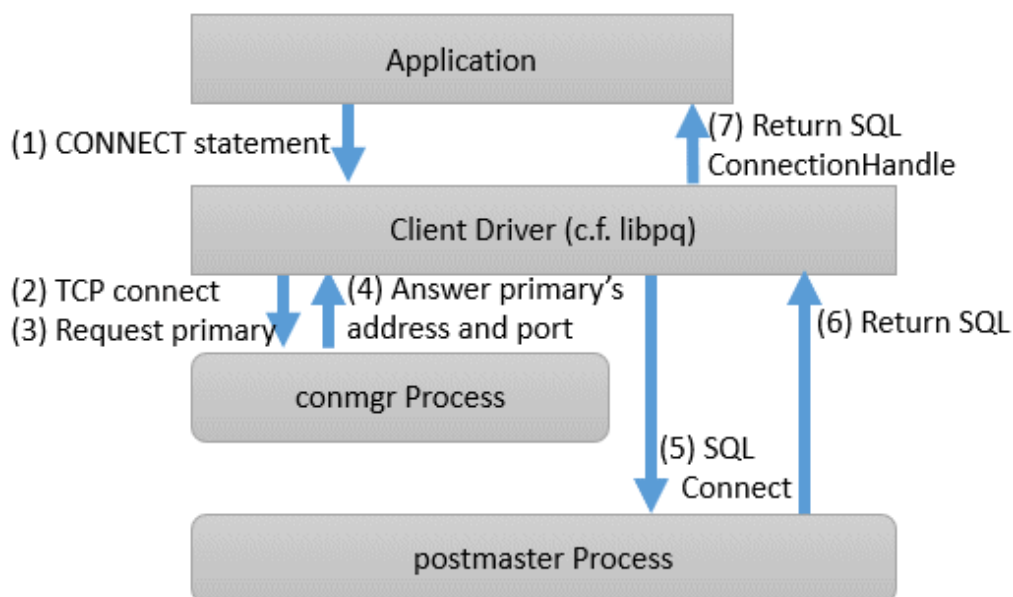 Application
(1) CONNECT statement
(7) Return SQL
ConnectionHandle
Client Driver (c.f. libpq)
(2) TCP connect
(3) Request primary
(4) Answer primary’s
address and port
(6) Return SQL
conmgr Process
(5) SQL
Connect
postmaster Process